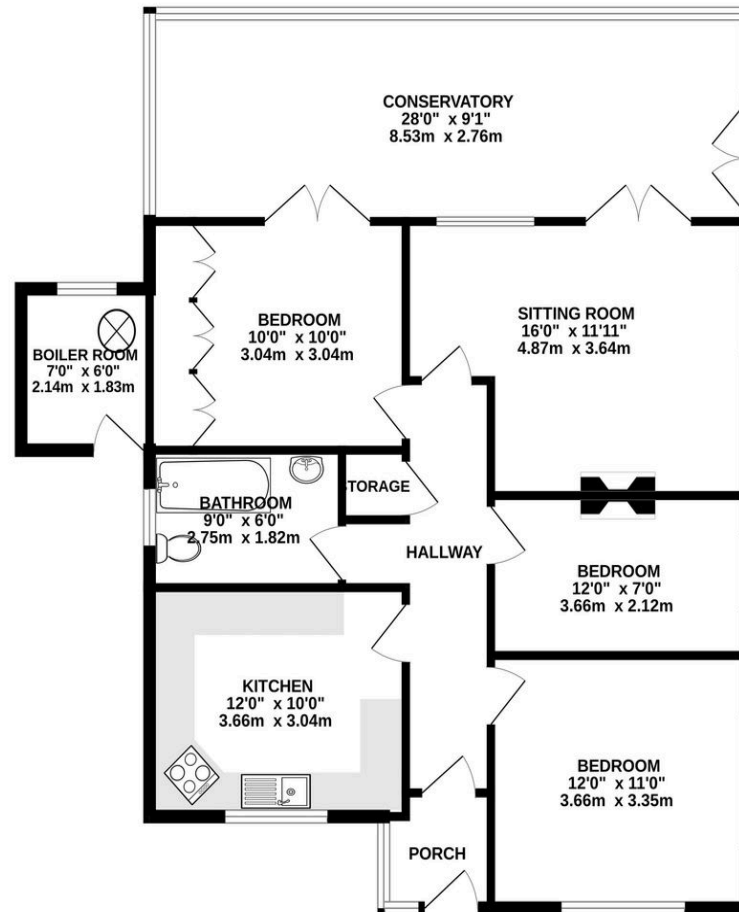 CONSERVATORY
28'0" x 9'1"
8.53m x 2.76m
BEDROOM
10'0" x 10'0"
3.04m x 3.04m
SITTING ROOM
16'0" x 11'11"
4.87m x 3.64m
BOILER ROOM
7'0" x 6'0"
2.14m x 1.83m
STORAGE
BATHROOM
9'0" x 6'0"
2.75m x 1.82m
HALLWAY
BEDROOM
12'0" x 7'0"
3.66m x 2.12m
KITCHEN
12'0" x 10'0"
3.66m x 3.04m
BEDROOM
12'0" x 11'0"
3.66m x 3.35m
PORCH